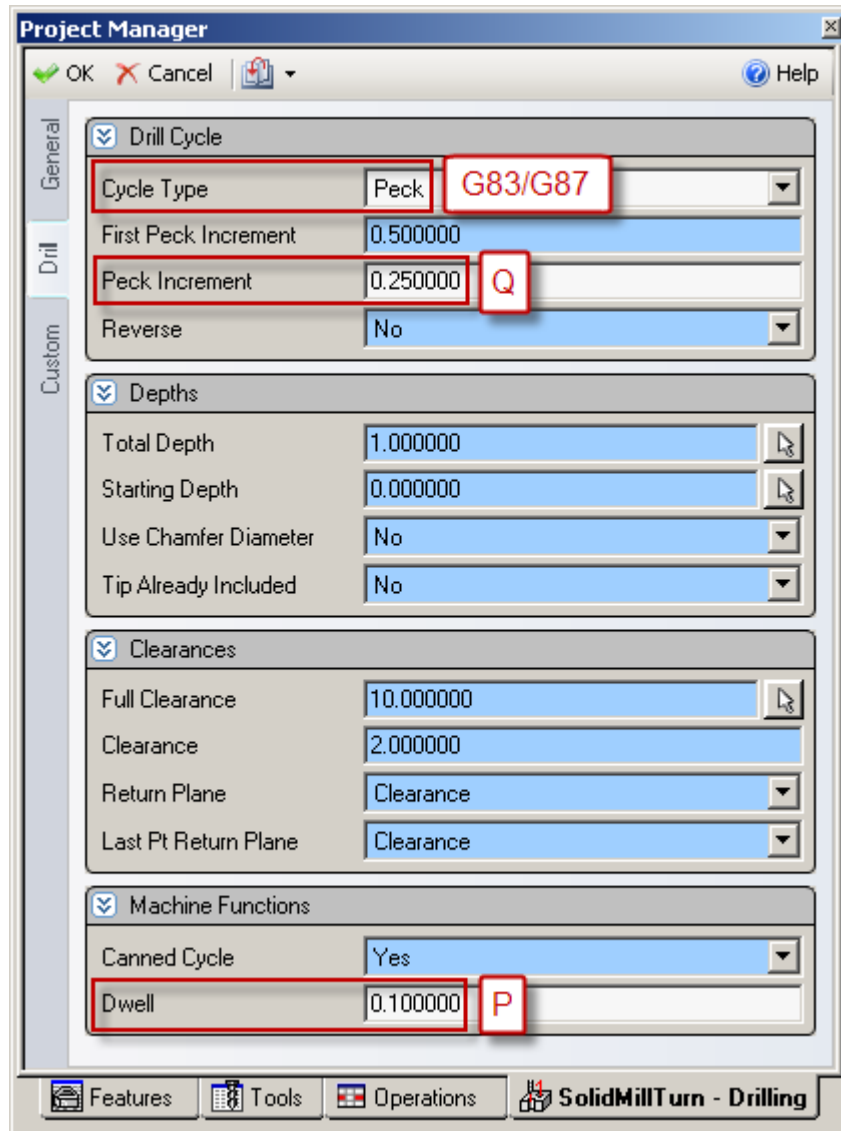 Project Manager
OK Cancel Help
General
Drill
Custom
Drill Cycle
Cycle Type Peck G83/G87
First Peck Increment 0.500000
Peck Increment 0.250000 Q
Reverse No
Depths
Total Depth 1.000000
Starting Depth 0.000000
Use Chamfer Diameter No
Tip Already Included No
Clearances
Full Clearance 10.000000
Clearance 2.000000
Return Plane Clearance
Last Pt Return Plane Clearance
Machine Functions
Canned Cycle Yes
Dwell 0.100000 P
Features Tools Operations SolidMillTurn - Drilling